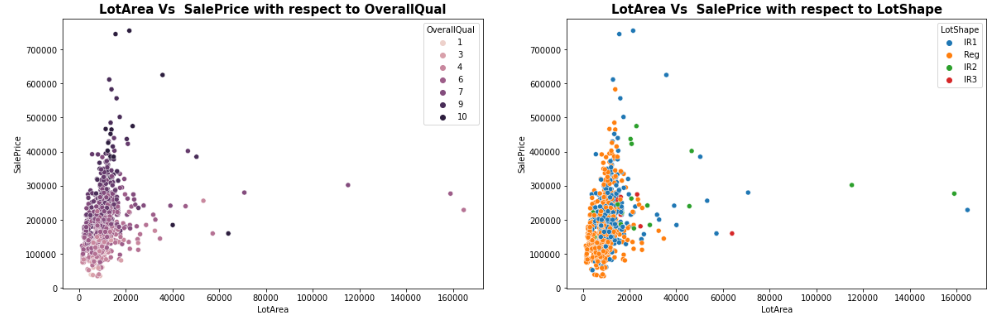 LotArea Vs  SalePrice with respect to OverallQual
OverallQual
1
3
4
6
7
9
10
700000
600000
500000
400000
300000
200000
100000
0
SalePrice
0 20000 40000 60000 80000 100000 120000 140000 160000
LotArea
LotArea Vs  SalePrice with respect to LotShape
LotShape
IR1
Reg
IR2
IR3
700000
600000
500000
400000
300000
200000
100000
0
SalePrice
0 20000 40000 60000 80000 100000 120000 140000 160000
LotArea